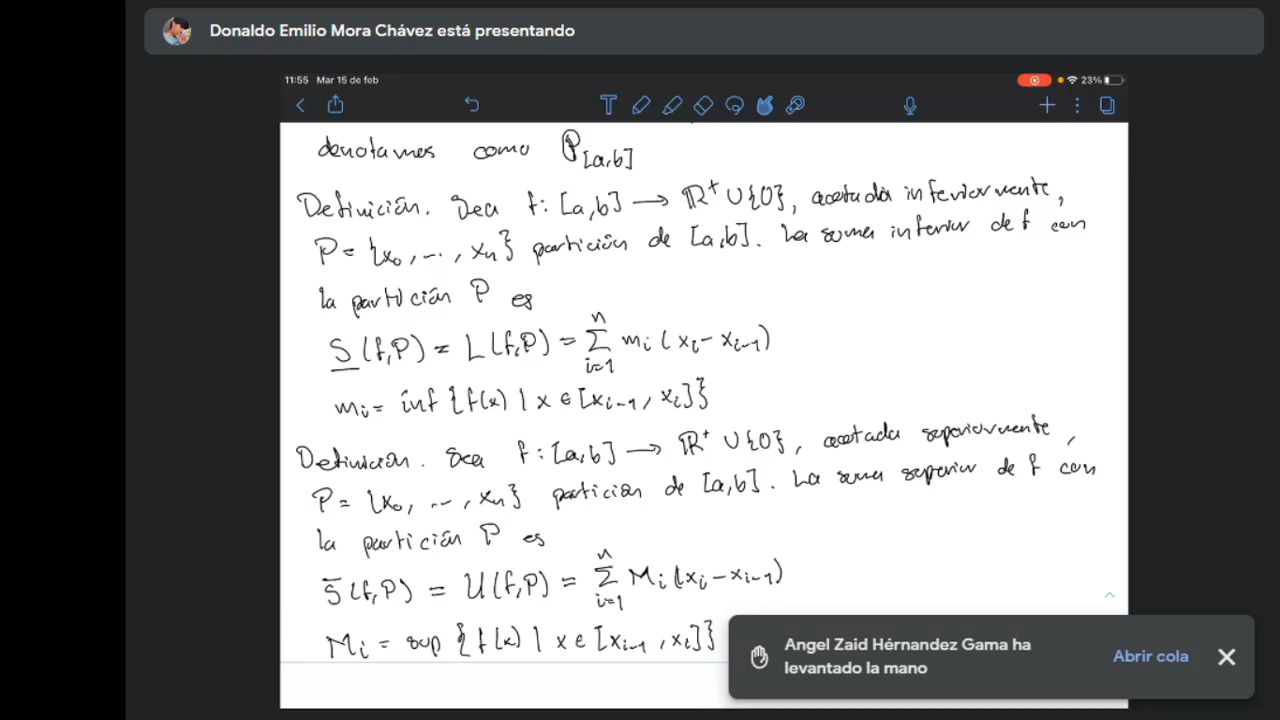 Donaldo Emilio Mora Chávez está presentando
11:55 Mar 15 de feb
23%
denotamos como P[a,b]
Definición. Sea f: [a,b] → ℝ⁺ ∪ {0}, acotada inferiormente,
P = {x₀, ..., xₙ} partición de [a,b]. La suma inferior de f con
la partición P es
S̲(f,P) = L(f,P) = Σⁿᵢ₌₁ mᵢ(xᵢ - xᵢ₋₁)
mᵢ = inf {f(x) | x ∈ [xᵢ₋₁, xᵢ]}
Definición. Sea f: [a,b] → ℝ⁺ ∪ {0}, acotada superiormente,
P = {x₀, ..., xₙ} partición de [a,b]. La suma superior de f con
la partición P es
S̄(f,P) = U(f,P) = Σⁿᵢ₌₁ Mᵢ(xᵢ - xᵢ₋₁)
Mᵢ = sup {f(x) | x ∈ [xᵢ₋₁, xᵢ]}
Angel Zaid Hérnandez Gama ha
levantado la mano
Abrir cola